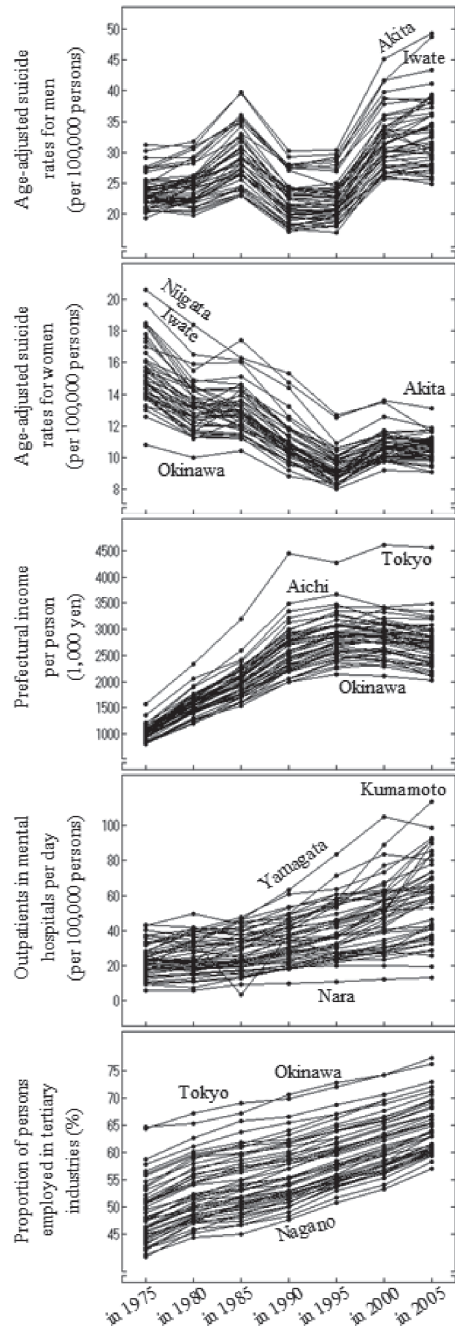 Age-adjusted suicide
rates for men
(per 100,000 persons)
50
45
40
35
30
25
20
Akita
Iwate
Age-adjusted suicide
rates for women
(per 100,000 persons)
20
18
16
14
12
10
8
Niigata
Iwate
Akita
Okinawa
Prefectural income
per person
(1,000 yen)
4500
4000
3500
3000
2500
2000
1500
1000
Tokyo
Aichi
Okinawa
Outpatients in mental
hospitals per day
(per 100,000 persons)
100
80
60
40
20
0
Kumamoto
Yamagata
Nara
Proportion of persons
employed in tertiary
industries (%)
75
70
65
60
55
50
45
Okinawa
Tokyo
Nagano
in 1975
in 1980
in 1985
in 1990
in 1995
in 2000
in 2005